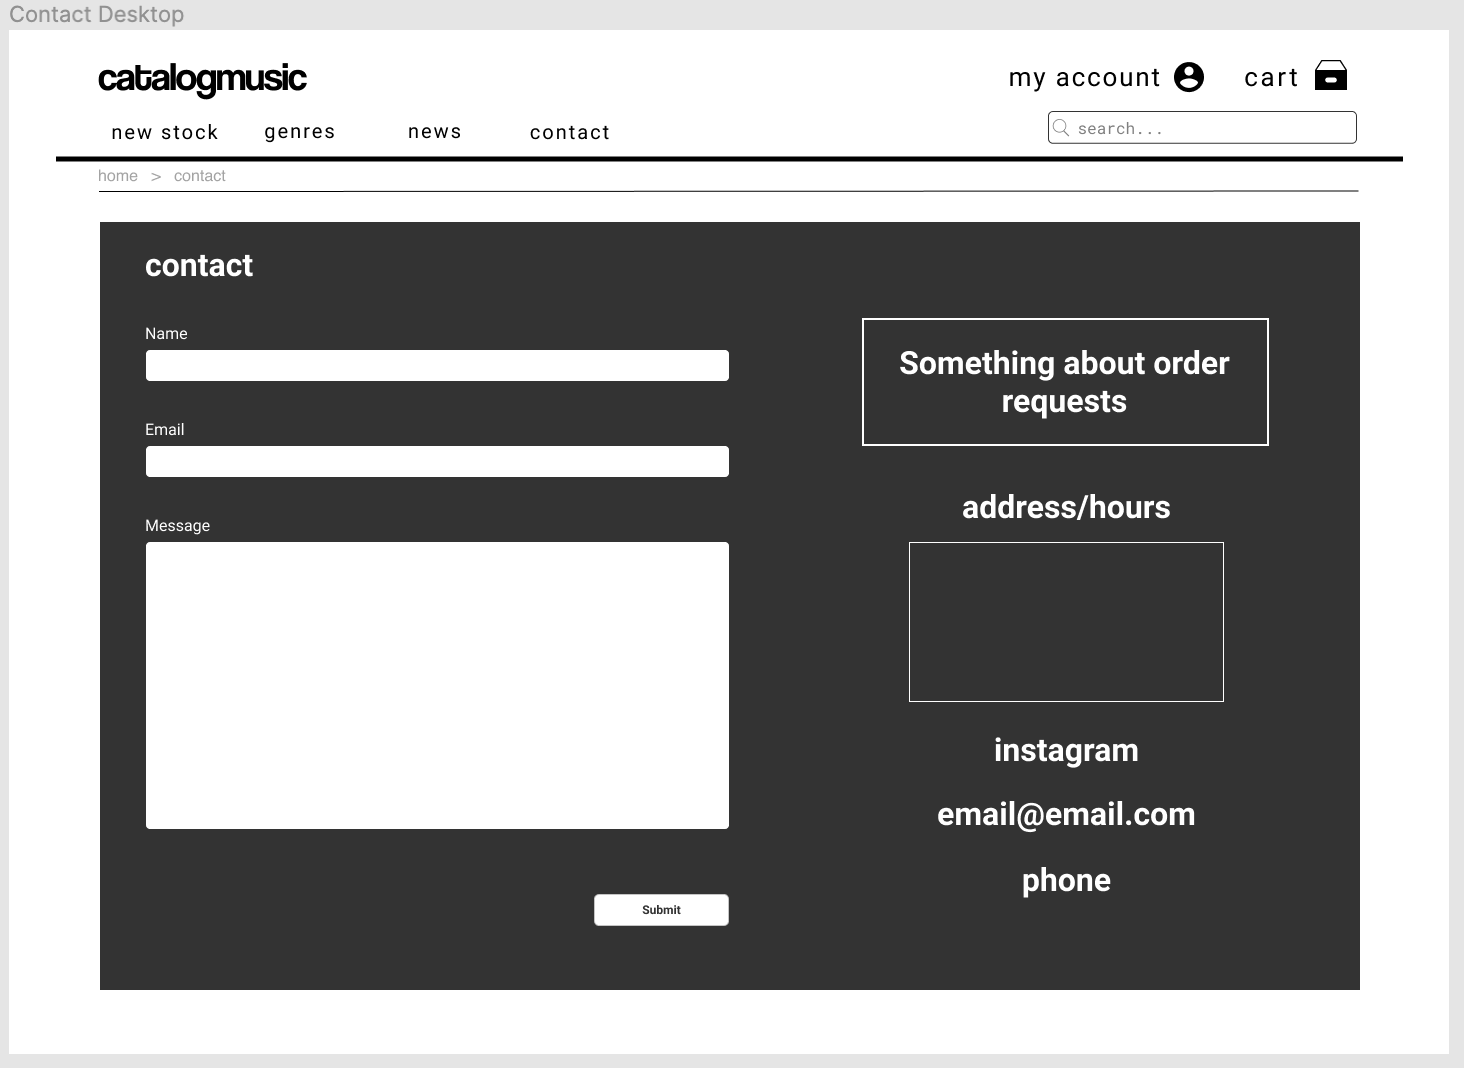 Contact Desktop
catalogmusic
my account
cart
new stock
genres
news
contact
search...
home > contact
contact
Name
Email
Message
Submit
Something about order
requests
address/hours
instagram
email@email.com
phone